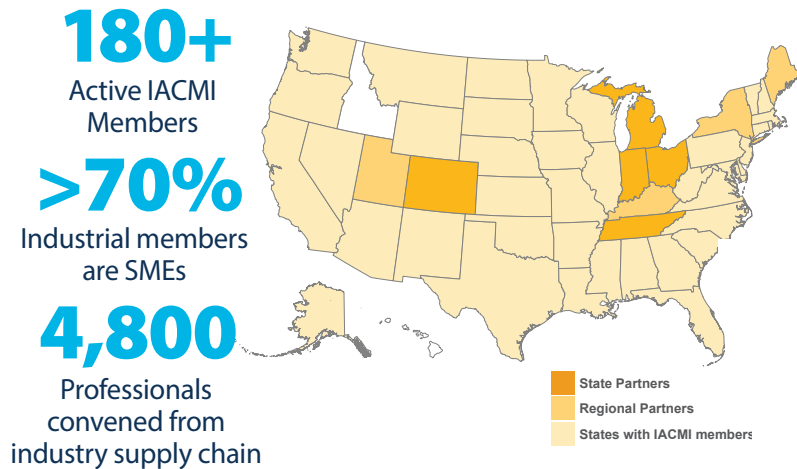 180+
Active IACMI
Members
>70%
Industrial members
are SMEs
4,800
Professionals
convened from
industry supply chain
State Partners
Regional Partners
States with IACMI members